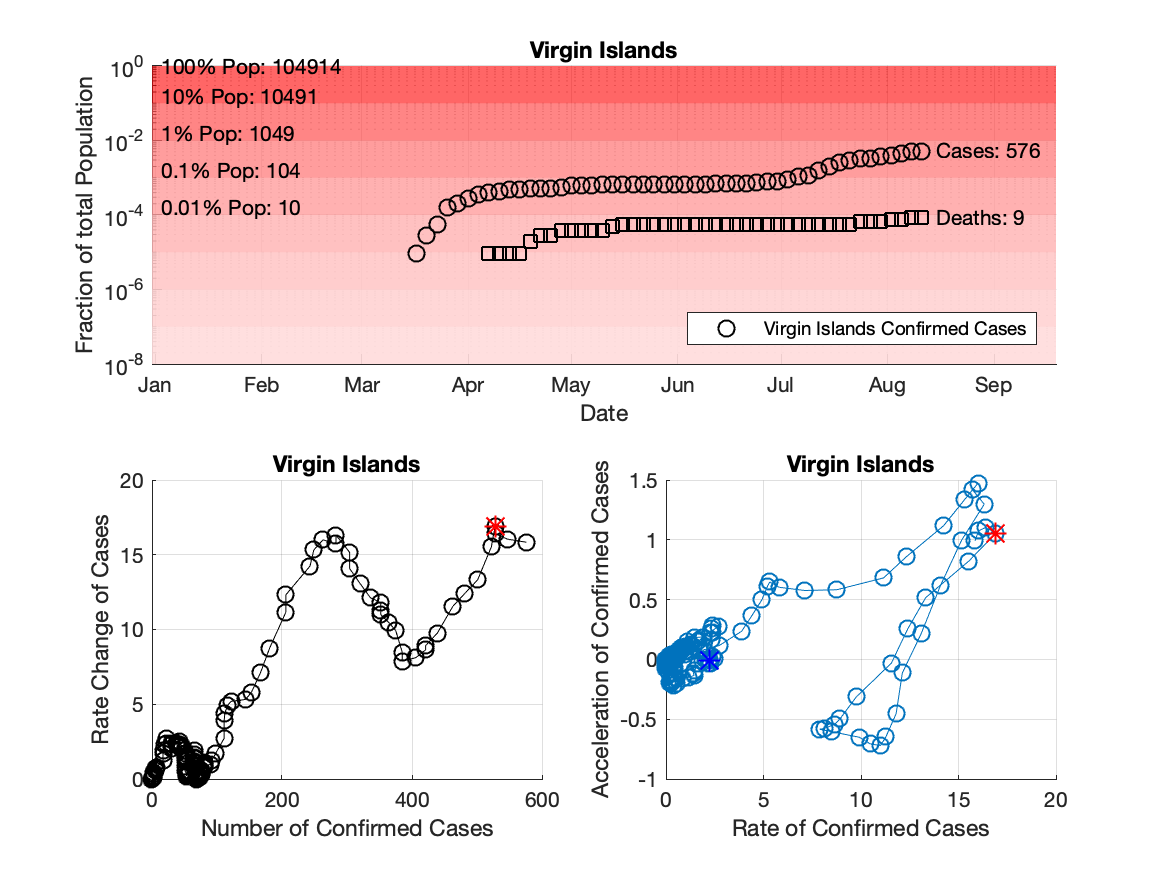 Virgin Islands
Fraction of total Population
10^0
10^-2
10^-4
10^-6
10^-8
100% Pop: 104914
10% Pop: 10491
1% Pop: 1049
0.1% Pop: 104
0.01% Pop: 10
Cases: 576
Deaths: 9
Virgin Islands Confirmed Cases
Jan Feb Mar Apr May Jun Jul Aug Sep
Date
Virgin Islands
Rate Change of Cases
20
15
10
5
0
0 200 400 600
Number of Confirmed Cases
Virgin Islands
Acceleration of Confirmed Cases
1.5
1
0.5
0
-0.5
-1
0 5 10 15 20
Rate of Confirmed Cases